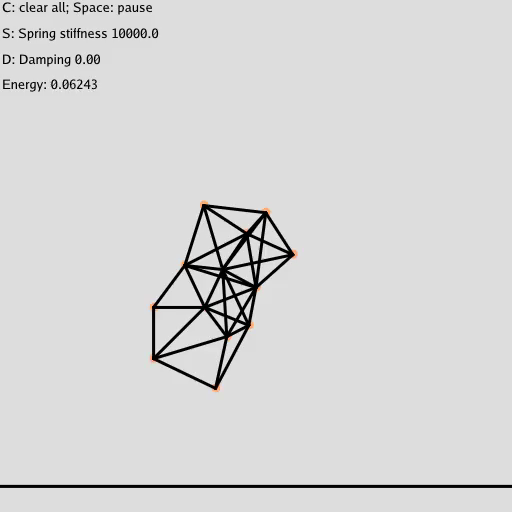 C: clear all; Space: pause
S: Spring stiffness 10000.0
D: Damping 0.00
Energy: 0.06243